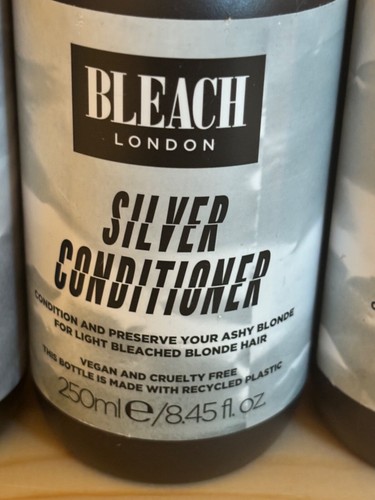 BLEACH
LONDON
SILVER
CONDITIONER
CONDITION AND PRESERVE YOUR ASHY BLONDE
FOR LIGHT BLEACHED BLONDE HAIR
VEGAN AND CRUELTY FREE
THIS BOTTLE IS MADE WITH RECYCLED PLASTIC
250ml℮/8.45 fl. oz.